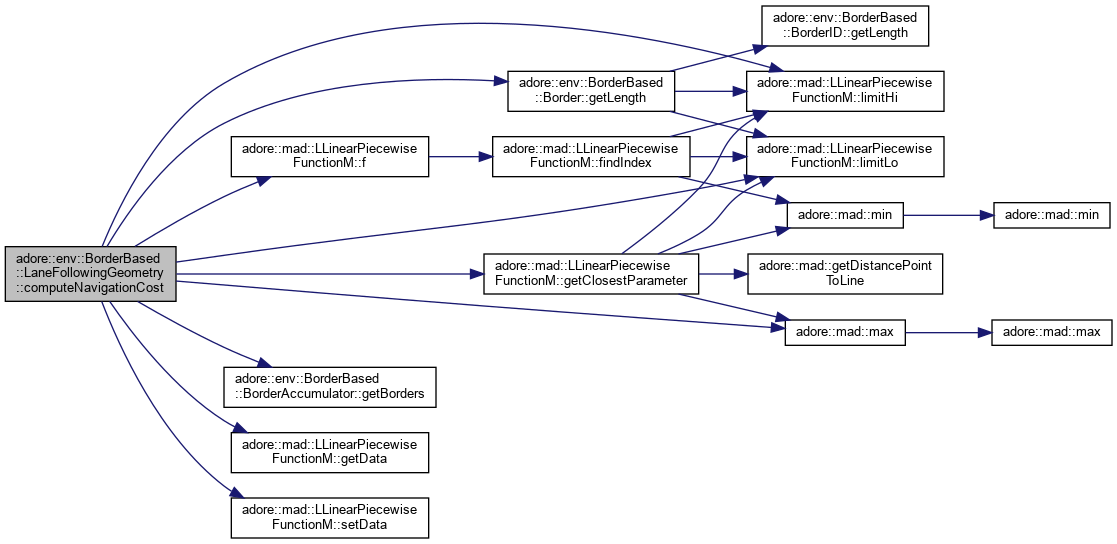 adore::env::BorderBased
::LaneFollowingGeometry
::computeNavigationCost
adore::mad::LLinearPiecewise
FunctionM::f
adore::env::BorderBased
::BorderAccumulator::getBorders
adore::mad::LLinearPiecewise
FunctionM::getData
adore::mad::LLinearPiecewise
FunctionM::setData
adore::env::BorderBased
::Border::getLength
adore::mad::LLinearPiecewise
FunctionM::findIndex
adore::mad::LLinearPiecewise
FunctionM::getClosestParameter
adore::env::BorderBased
::BorderID::getLength
adore::mad::LLinearPiecewise
FunctionM::limitHi
adore::mad::LLinearPiecewise
FunctionM::limitLo
adore::mad::min
adore::mad::getDistancePoint
ToLine
adore::mad::max
adore::mad::min
adore::mad::max